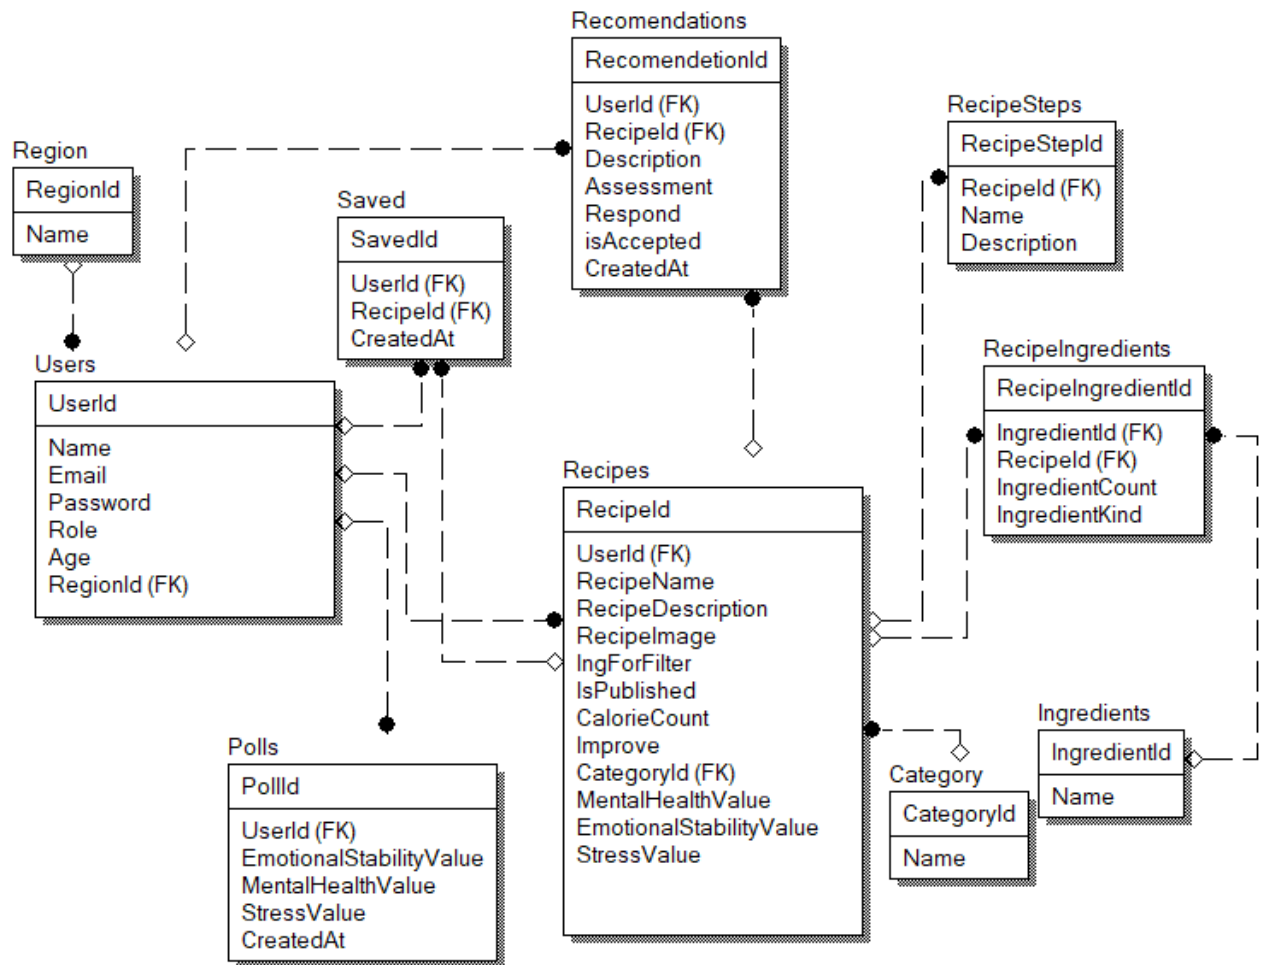 Recomendations
RecomendetionId
UserId (FK)
RecipeId (FK)
Description
Assessment
Respond
isAccepted
CreatedAt
RecipeSteps
RecipeStepId
RecipeId (FK)
Name
Description
Region
RegionId
Name
Saved
SavedId
UserId (FK)
RecipeId (FK)
CreatedAt
Users
UserId
Name
Email
Password
Role
Age
RegionId (FK)
RecipeIngredients
RecipeIngredientId
IngredientId (FK)
RecipeId (FK)
IngredientCount
IngredientKind
Recipes
RecipeId
UserId (FK)
RecipeName
RecipeDescription
RecipeImage
IngForFilter
IsPublished
CalorieCount
Improve
CategoryId (FK)
MentalHealthValue
EmotionalStabilityValue
StressValue
Polls
PollId
UserId (FK)
EmotionalStabilityValue
MentalHealthValue
StressValue
CreatedAt
Category
CategoryId
Name
Ingredients
IngredientId
Name